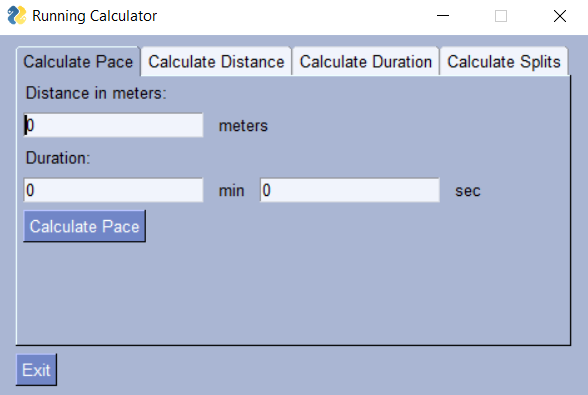 Running Calculator
Calculate Pace Calculate Distance Calculate Duration Calculate Splits
Distance in meters:
0 meters
Duration:
0 min 0 sec
Calculate Pace
Exit